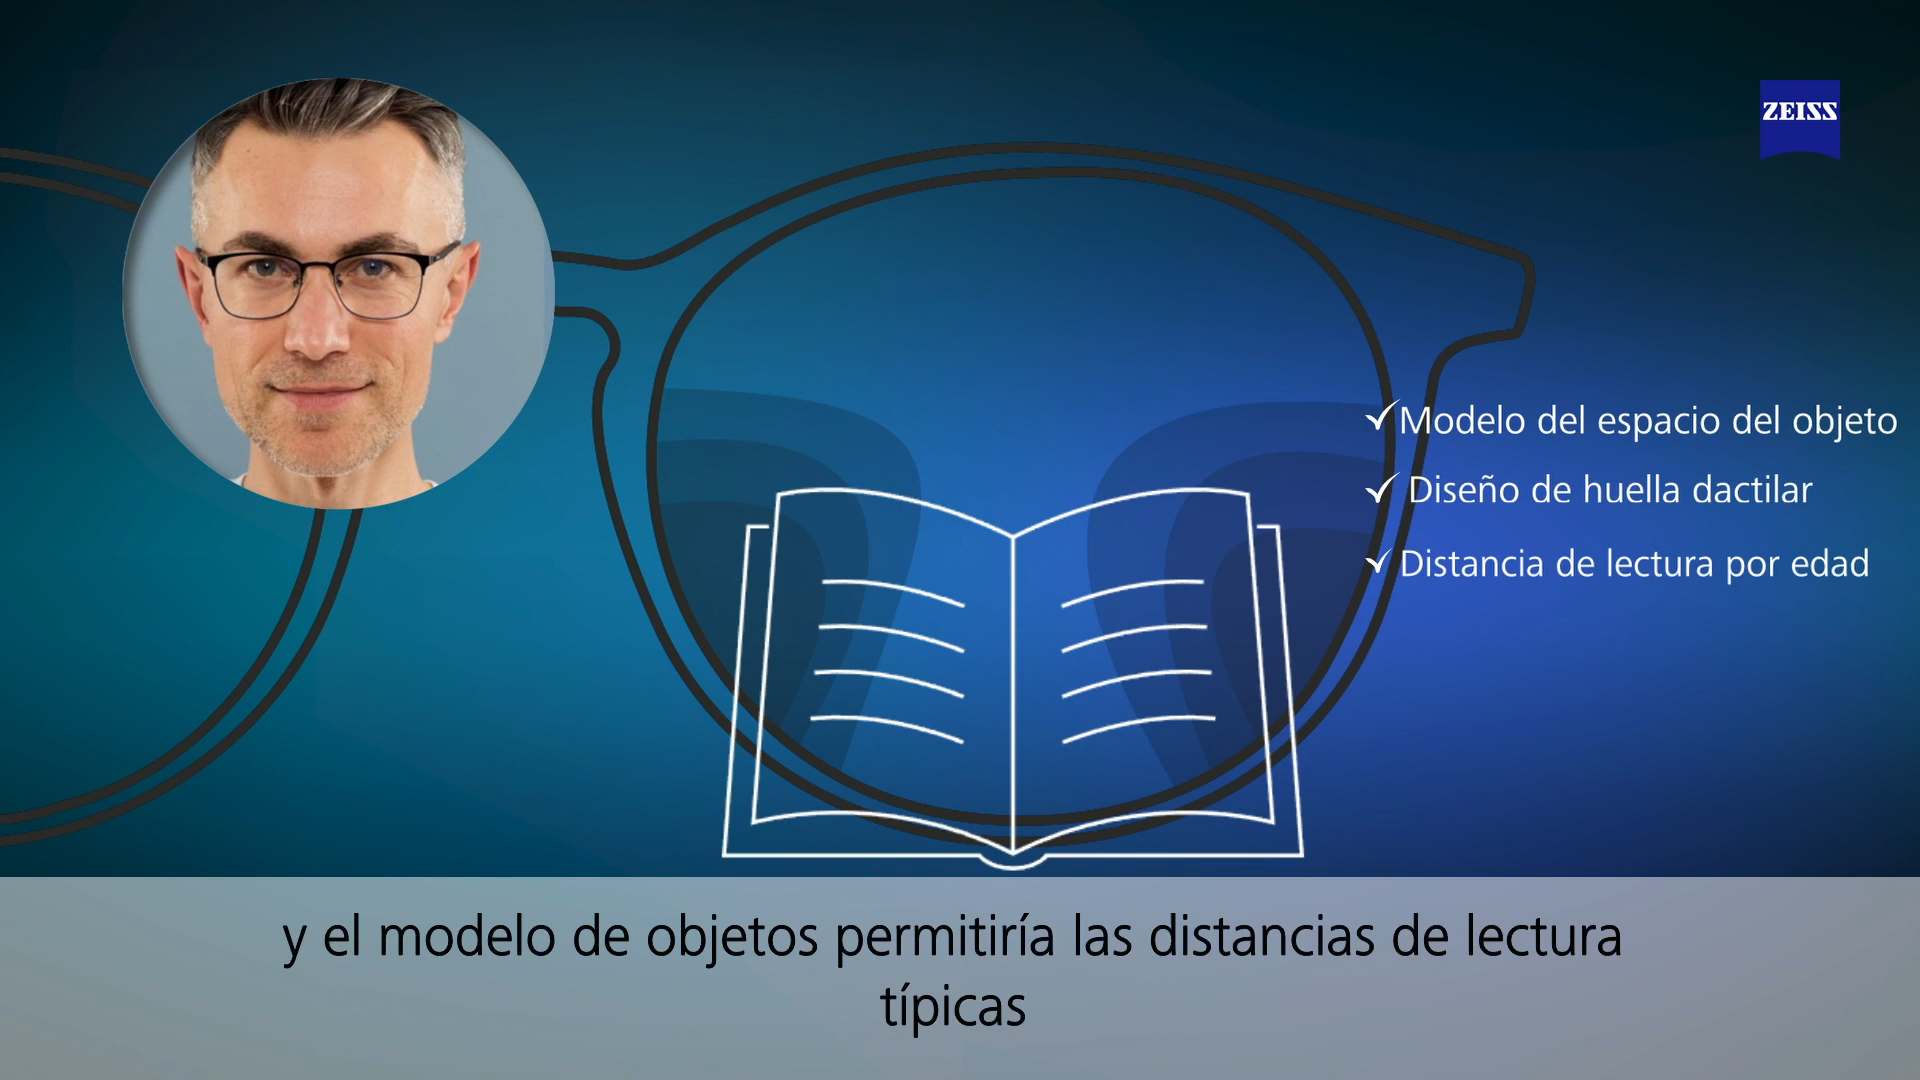 ZEISS
Modelo del espacio del objeto
Diseño de huella dactilar
Distancia de lectura por edad
y el modelo de objetos permitiría las distancias de lectura
típicas